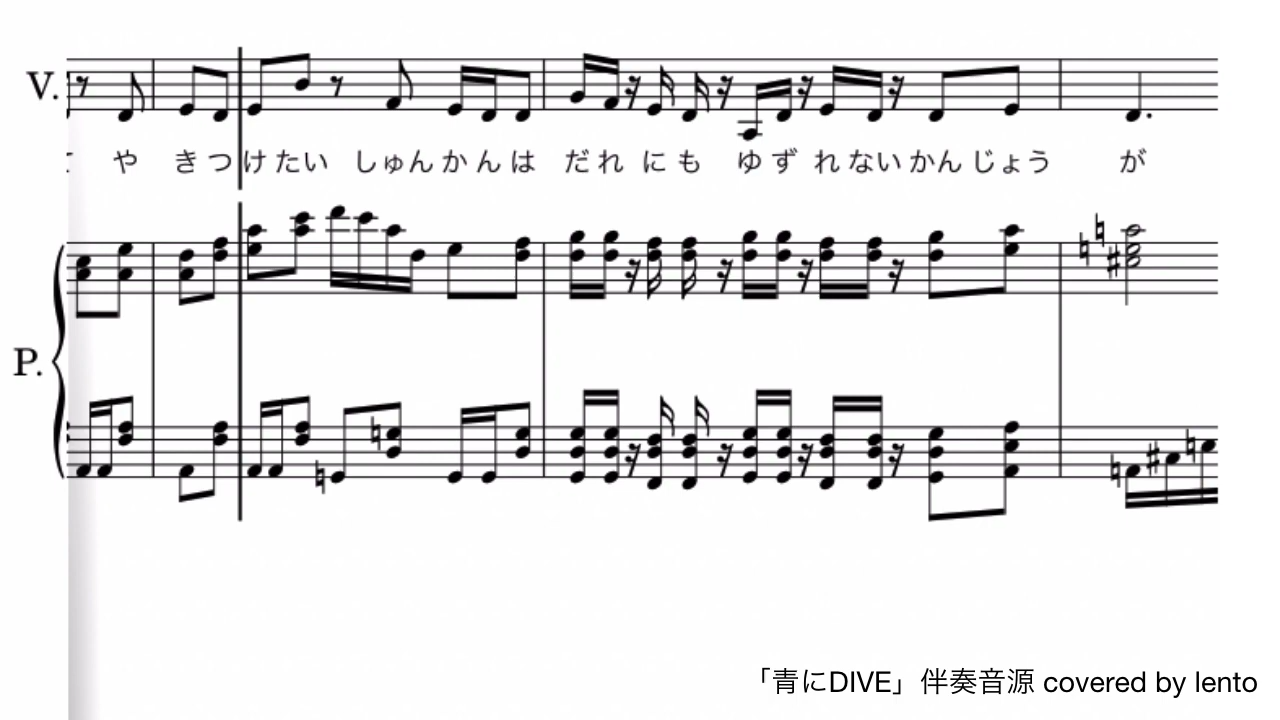 V.
や き つ け たい しゅん か ん は だ れ に も ゆ ず れ ない かん じょう が
P.
「青にDIVE」伴奏音源 covered by lento